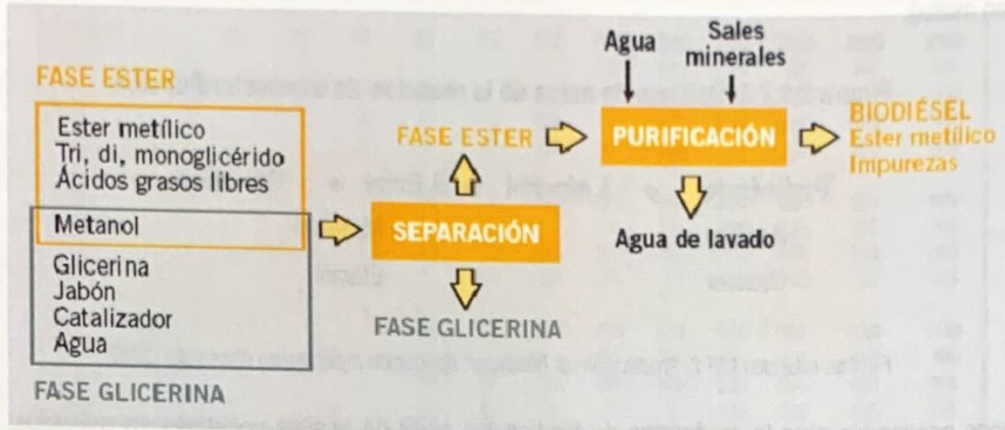 FASE ESTER
Ester metílico
Tri, di, monoglicérido
Ácidos grasos libres
Metanol
Glicerina
Jabón
Catalizador
Agua
FASE GLICERINA
SEPARACIÓN
FASE ESTER
FASE GLICERINA
Agua
Sales
minerales
PURIFICACIÓN
Agua de lavado
BIODIÉSEL
Ester metílico
Impurezas